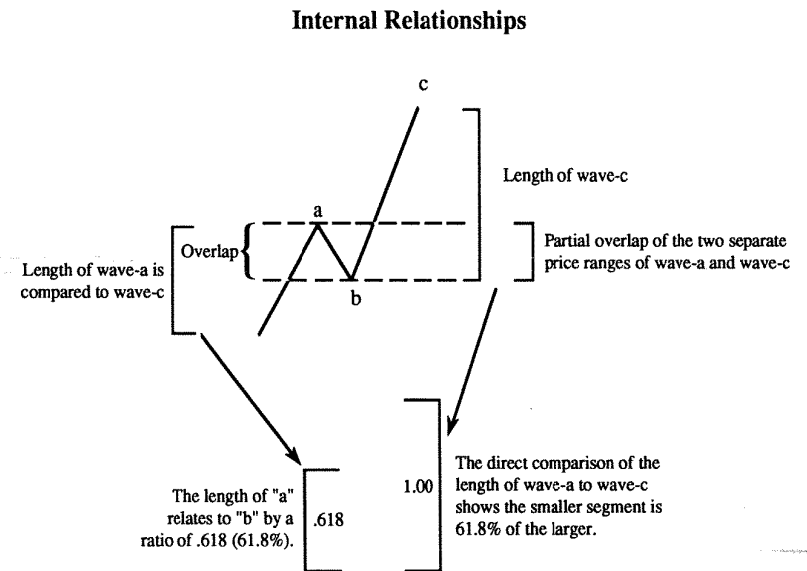 Internal Relationships
c
Length of wave-c
a
Overlap
Partial overlap of the two separate
price ranges of wave-a and wave-c
Length of wave-a is
compared to wave-c
b
The length of "a"
relates to "b" by a
ratio of .618 (61.8%).
.618
1.00
The direct comparison of the
length of wave-a to wave-c
shows the smaller segment is
61.8% of the larger.